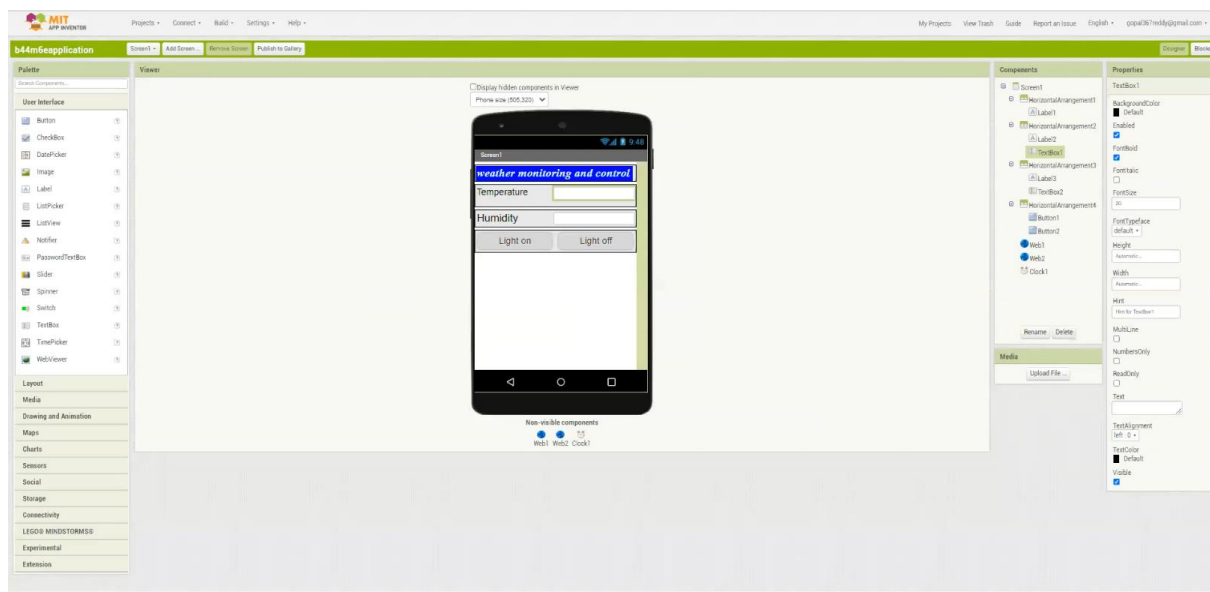 MIT
APP INVENTOR
Projects Connect Build Settings Help
My Projects View Trash Guide Report an Issue English gopal367reddy@gmail.com
b44m6eapplication
Screen1 Add Screen... Remove Screen Publish to Gallery
Designer Blocks
Palette
Search Components...
User Interface
Button
CheckBox
DatePicker
Image
Label
ListPicker
ListView
Notifier
PasswordTextBox
Slider
Spinner
Switch
TextBox
TimePicker
WebViewer
Layout
Media
Drawing and Animation
Maps
Charts
Sensors
Social
Storage
Connectivity
LEGO® MINDSTORMS®
Experimental
Extension
Viewer
Display hidden components in Viewer
Phone size (505,320)
9:48
Screen1
weather monitoring and control
Temperature
Humidity
Light on Light off
Non-visible components
Web1 Web2 Clock1
Components
Screen1
HorizontalArrangement1
Label1
HorizontalArrangement2
Label2
TextBox1
HorizontalArrangement3
Label3
TextBox2
HorizontalArrangement4
Button1
Button2
Web1
Web2
Clock1
Rename Delete
Media
Upload File ...
Properties
TextBox1
BackgroundColor
Default
Enabled
FontBold
FontItalic
FontSize
FontTypeface
default
Height
Automatic...
Width
Automatic...
Hint
Hint for TextBox1
MultiLine
NumbersOnly
ReadOnly
Text
TextAlignment
left : 0
TextColor
Default
Visible